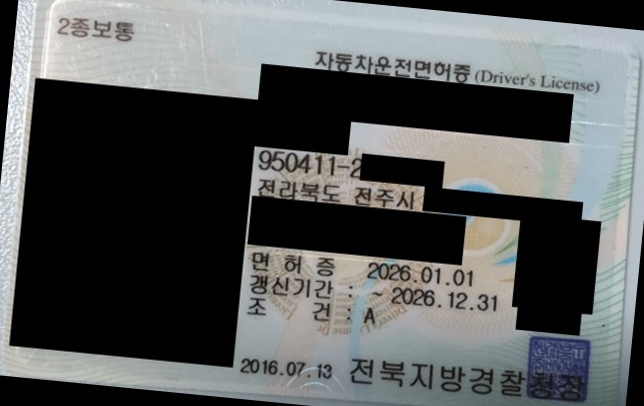 2종보통
자동차운전면허증 (Driver's License)
950411-2
전라북도 전주시
면 허 증 2026.01.01
갱신기간 : ~ 2026.12.31
조 건 : A
2016.07.13 전북지방경찰청장